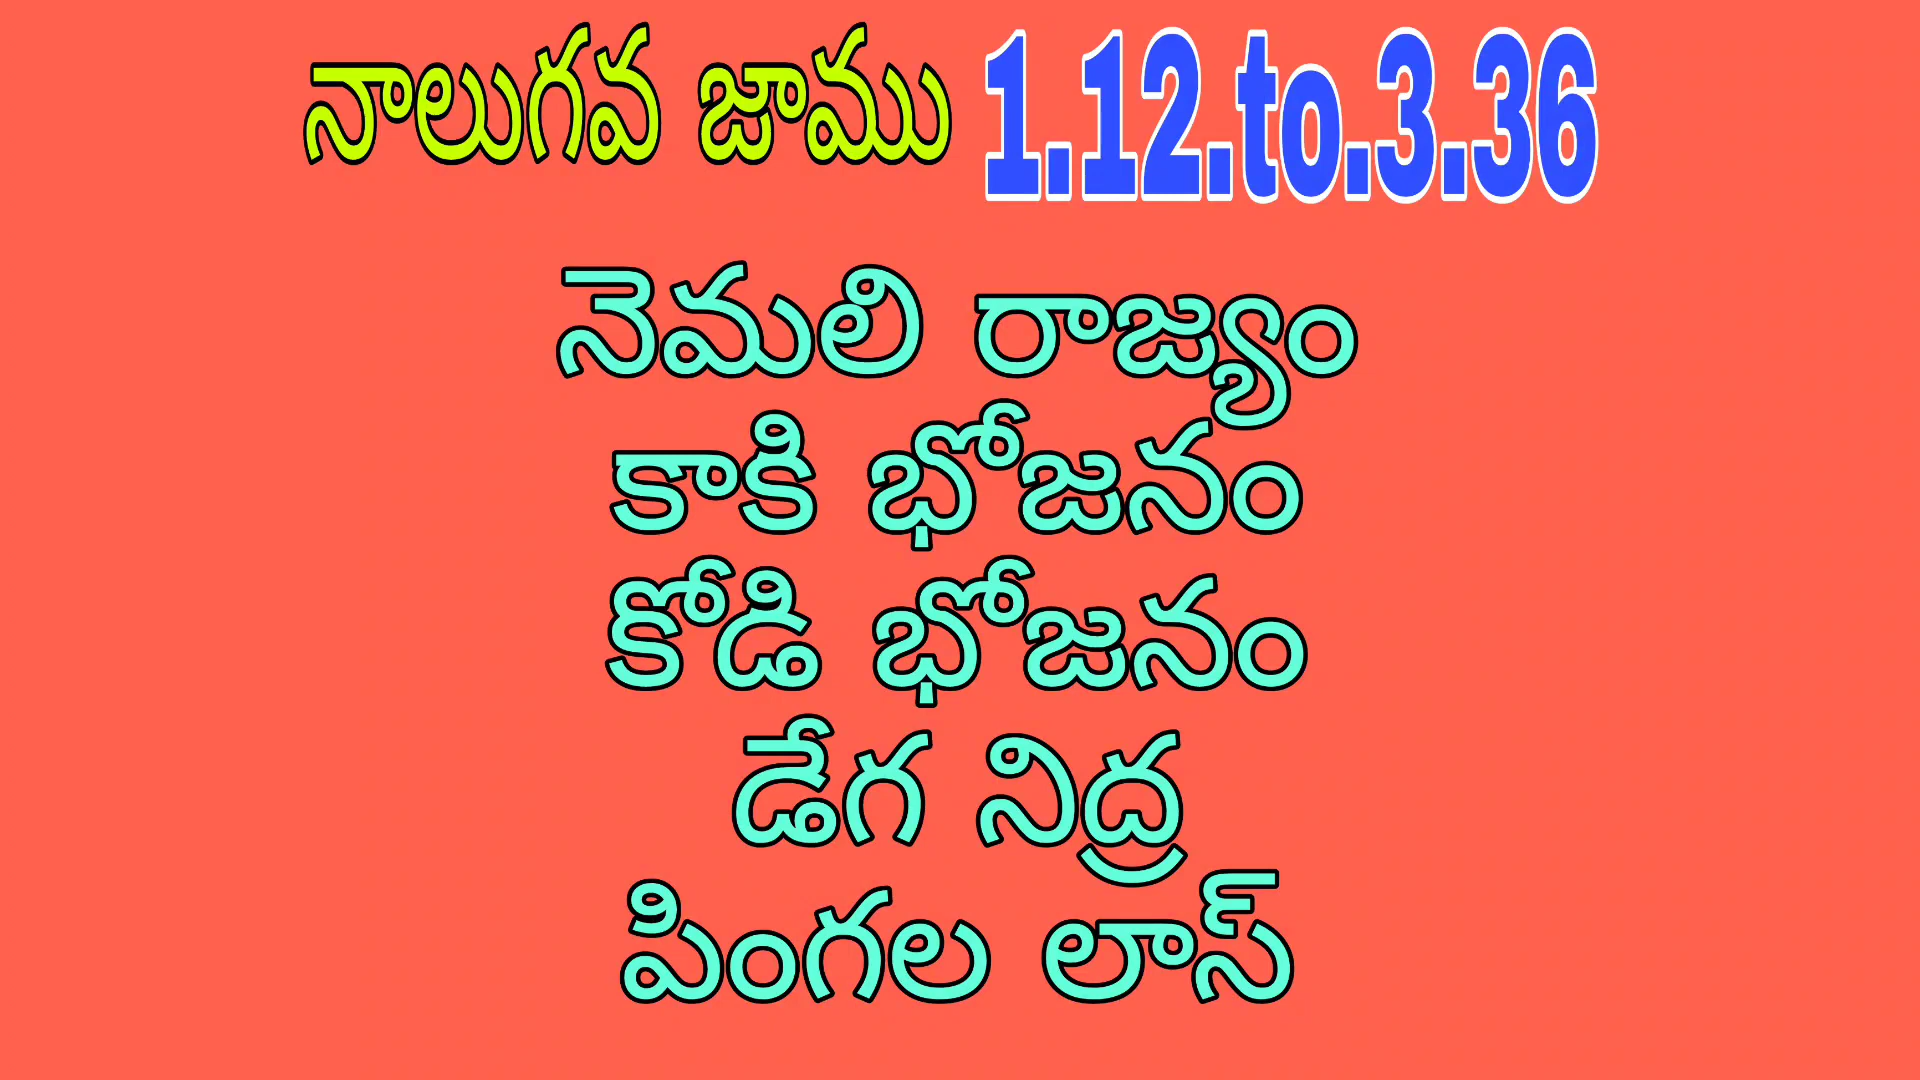 నాలుగవ జాము 1.12.to.3.36
నెమలి రాజ్యం
కాకి భోజనం
కోడి భోజనం
డేగ నిద్ర
పింగల లాస్